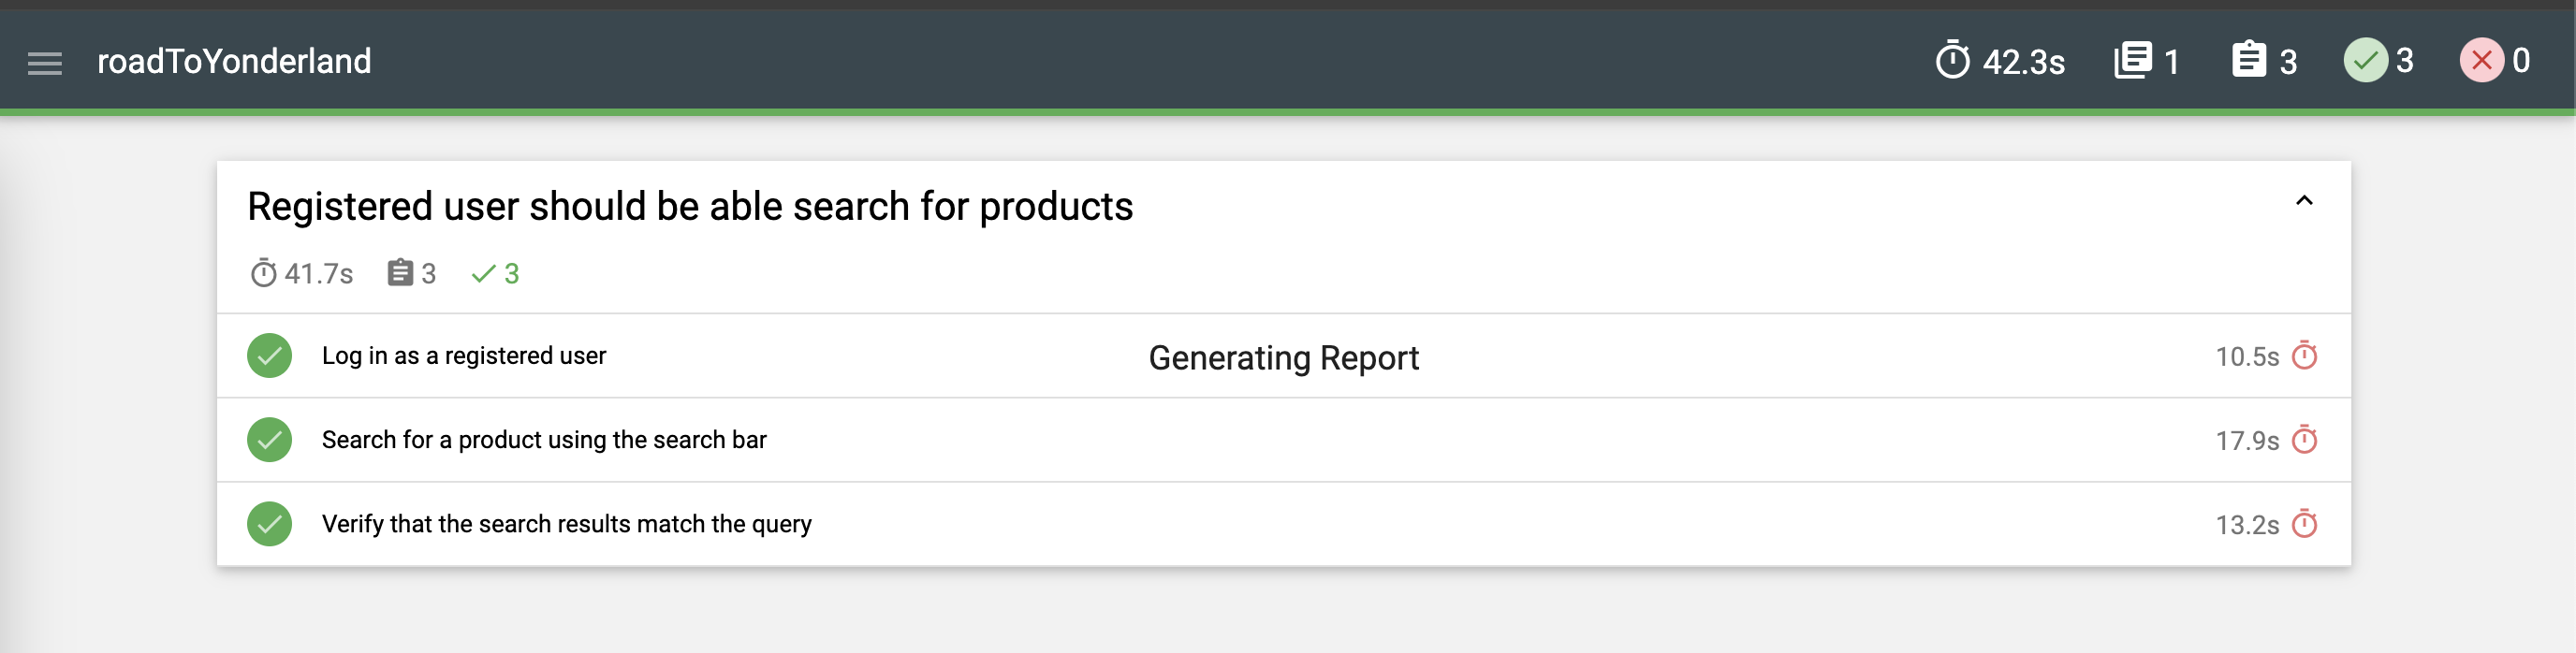 roadToYonderland 42.3s 1 3 3 0
Registered user should be able search for products
41.7s 3 3
Log in as a registered user Generating Report 10.5s
Search for a product using the search bar 17.9s
Verify that the search results match the query 13.2s